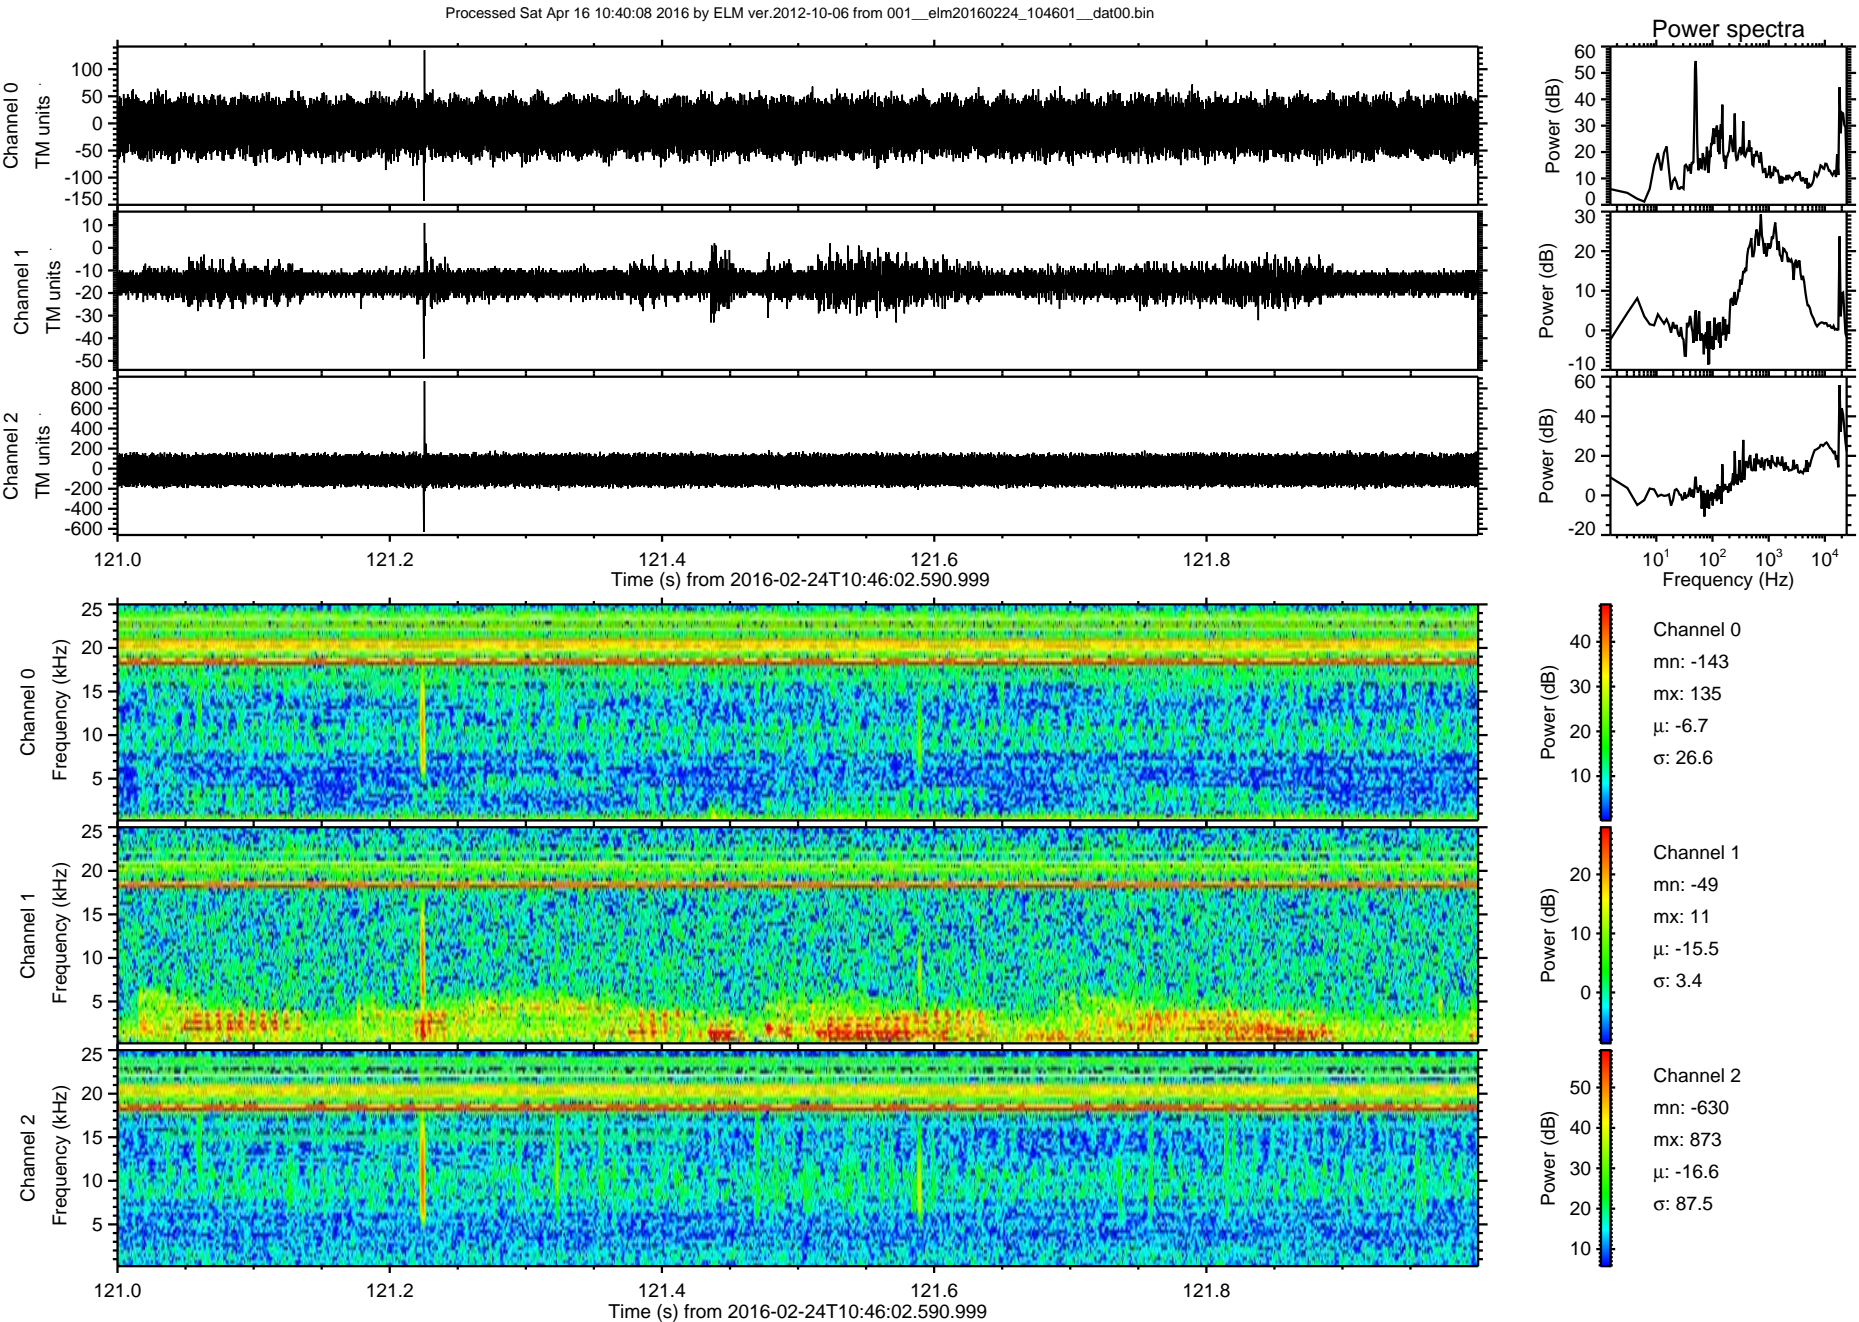 Processed Sat Apr 16 10:40:08 2016 by ELM ver.2012-10-06 from 001__elm20160224_104601__dat00.bin
Power spectra
Channel 0
TM units
100
50
0
-50
-100
-150
Power (dB)
60
50
40
30
20
10
0
Channel 1
TM units
10
0
-10
-20
-30
-40
-50
Power (dB)
30
20
10
0
-10
Channel 2
TM units
800
600
400
200
0
-200
-400
-600
Power (dB)
60
40
20
0
-20
121.0 121.2 121.4 121.6 121.8
Time (s) from 2016-02-24T10:46:02.590.999
10¹ 10² 10³ 10⁴
Frequency (Hz)
Channel 0
Frequency (kHz)
25
20
15
10
5
Power (dB)
40
30
20
10
Channel 0
mn: -143
mx: 135
μ: -6.7
σ: 26.6
Channel 1
Frequency (kHz)
25
20
15
10
5
Power (dB)
20
10
0
Channel 1
mn: -49
mx: 11
μ: -15.5
σ: 3.4
Channel 2
Frequency (kHz)
25
20
15
10
5
Power (dB)
50
40
30
20
10
Channel 2
mn: -630
mx: 873
μ: -16.6
σ: 87.5
121.0 121.2 121.4 121.6 121.8
Time (s) from 2016-02-24T10:46:02.590.999